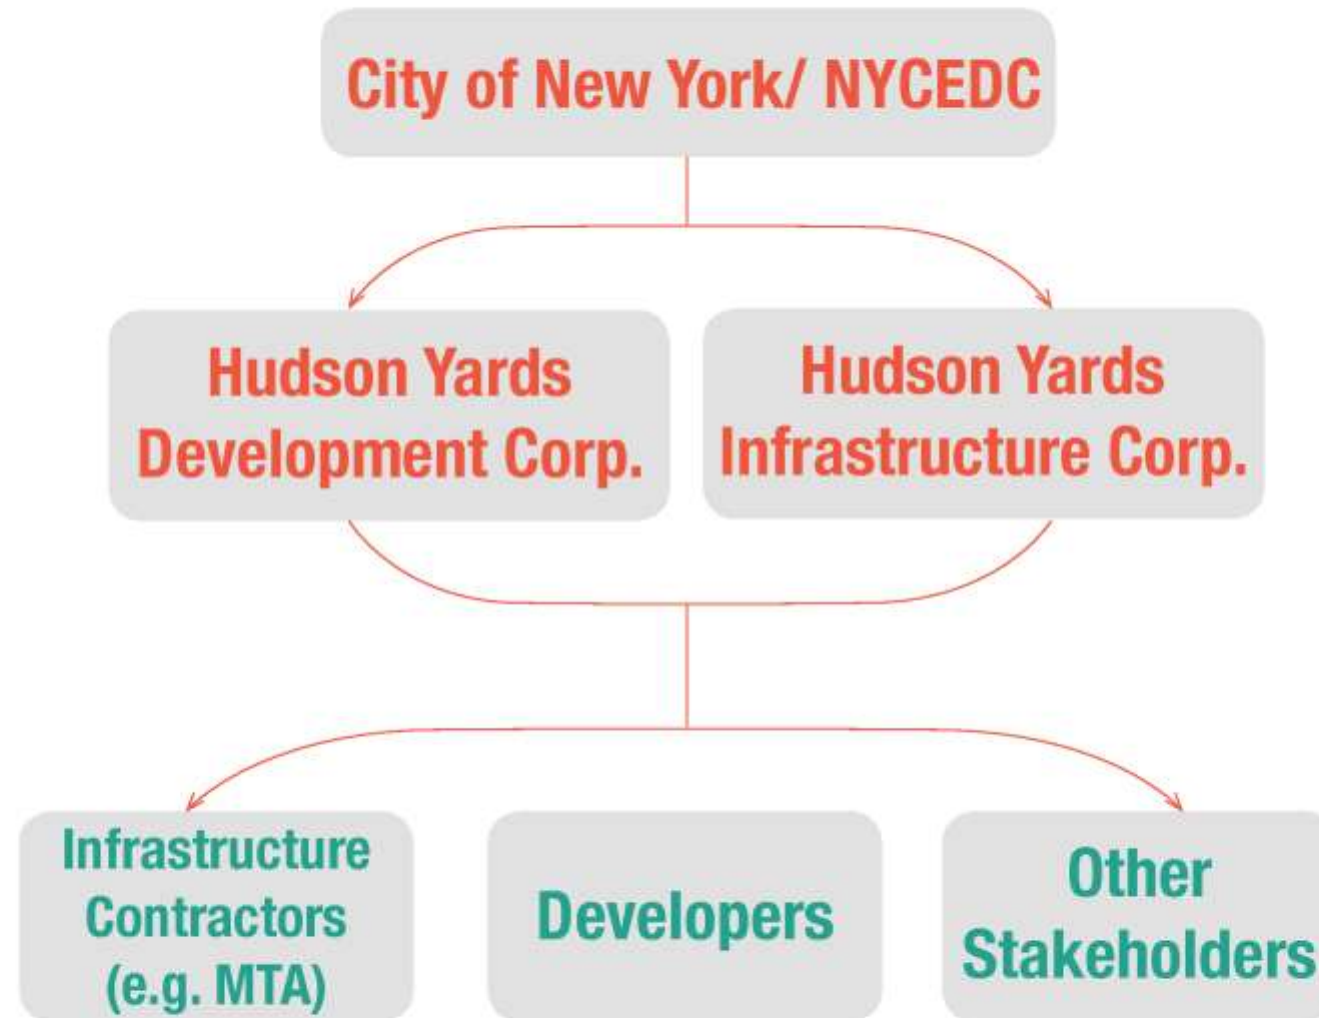 City of New York/ NYCEDC
Hudson Yards
Development Corp.
Hudson Yards
Infrastructure Corp.
Infrastructure
Contractors
(e.g. MTA)
Developers
Other
Stakeholders